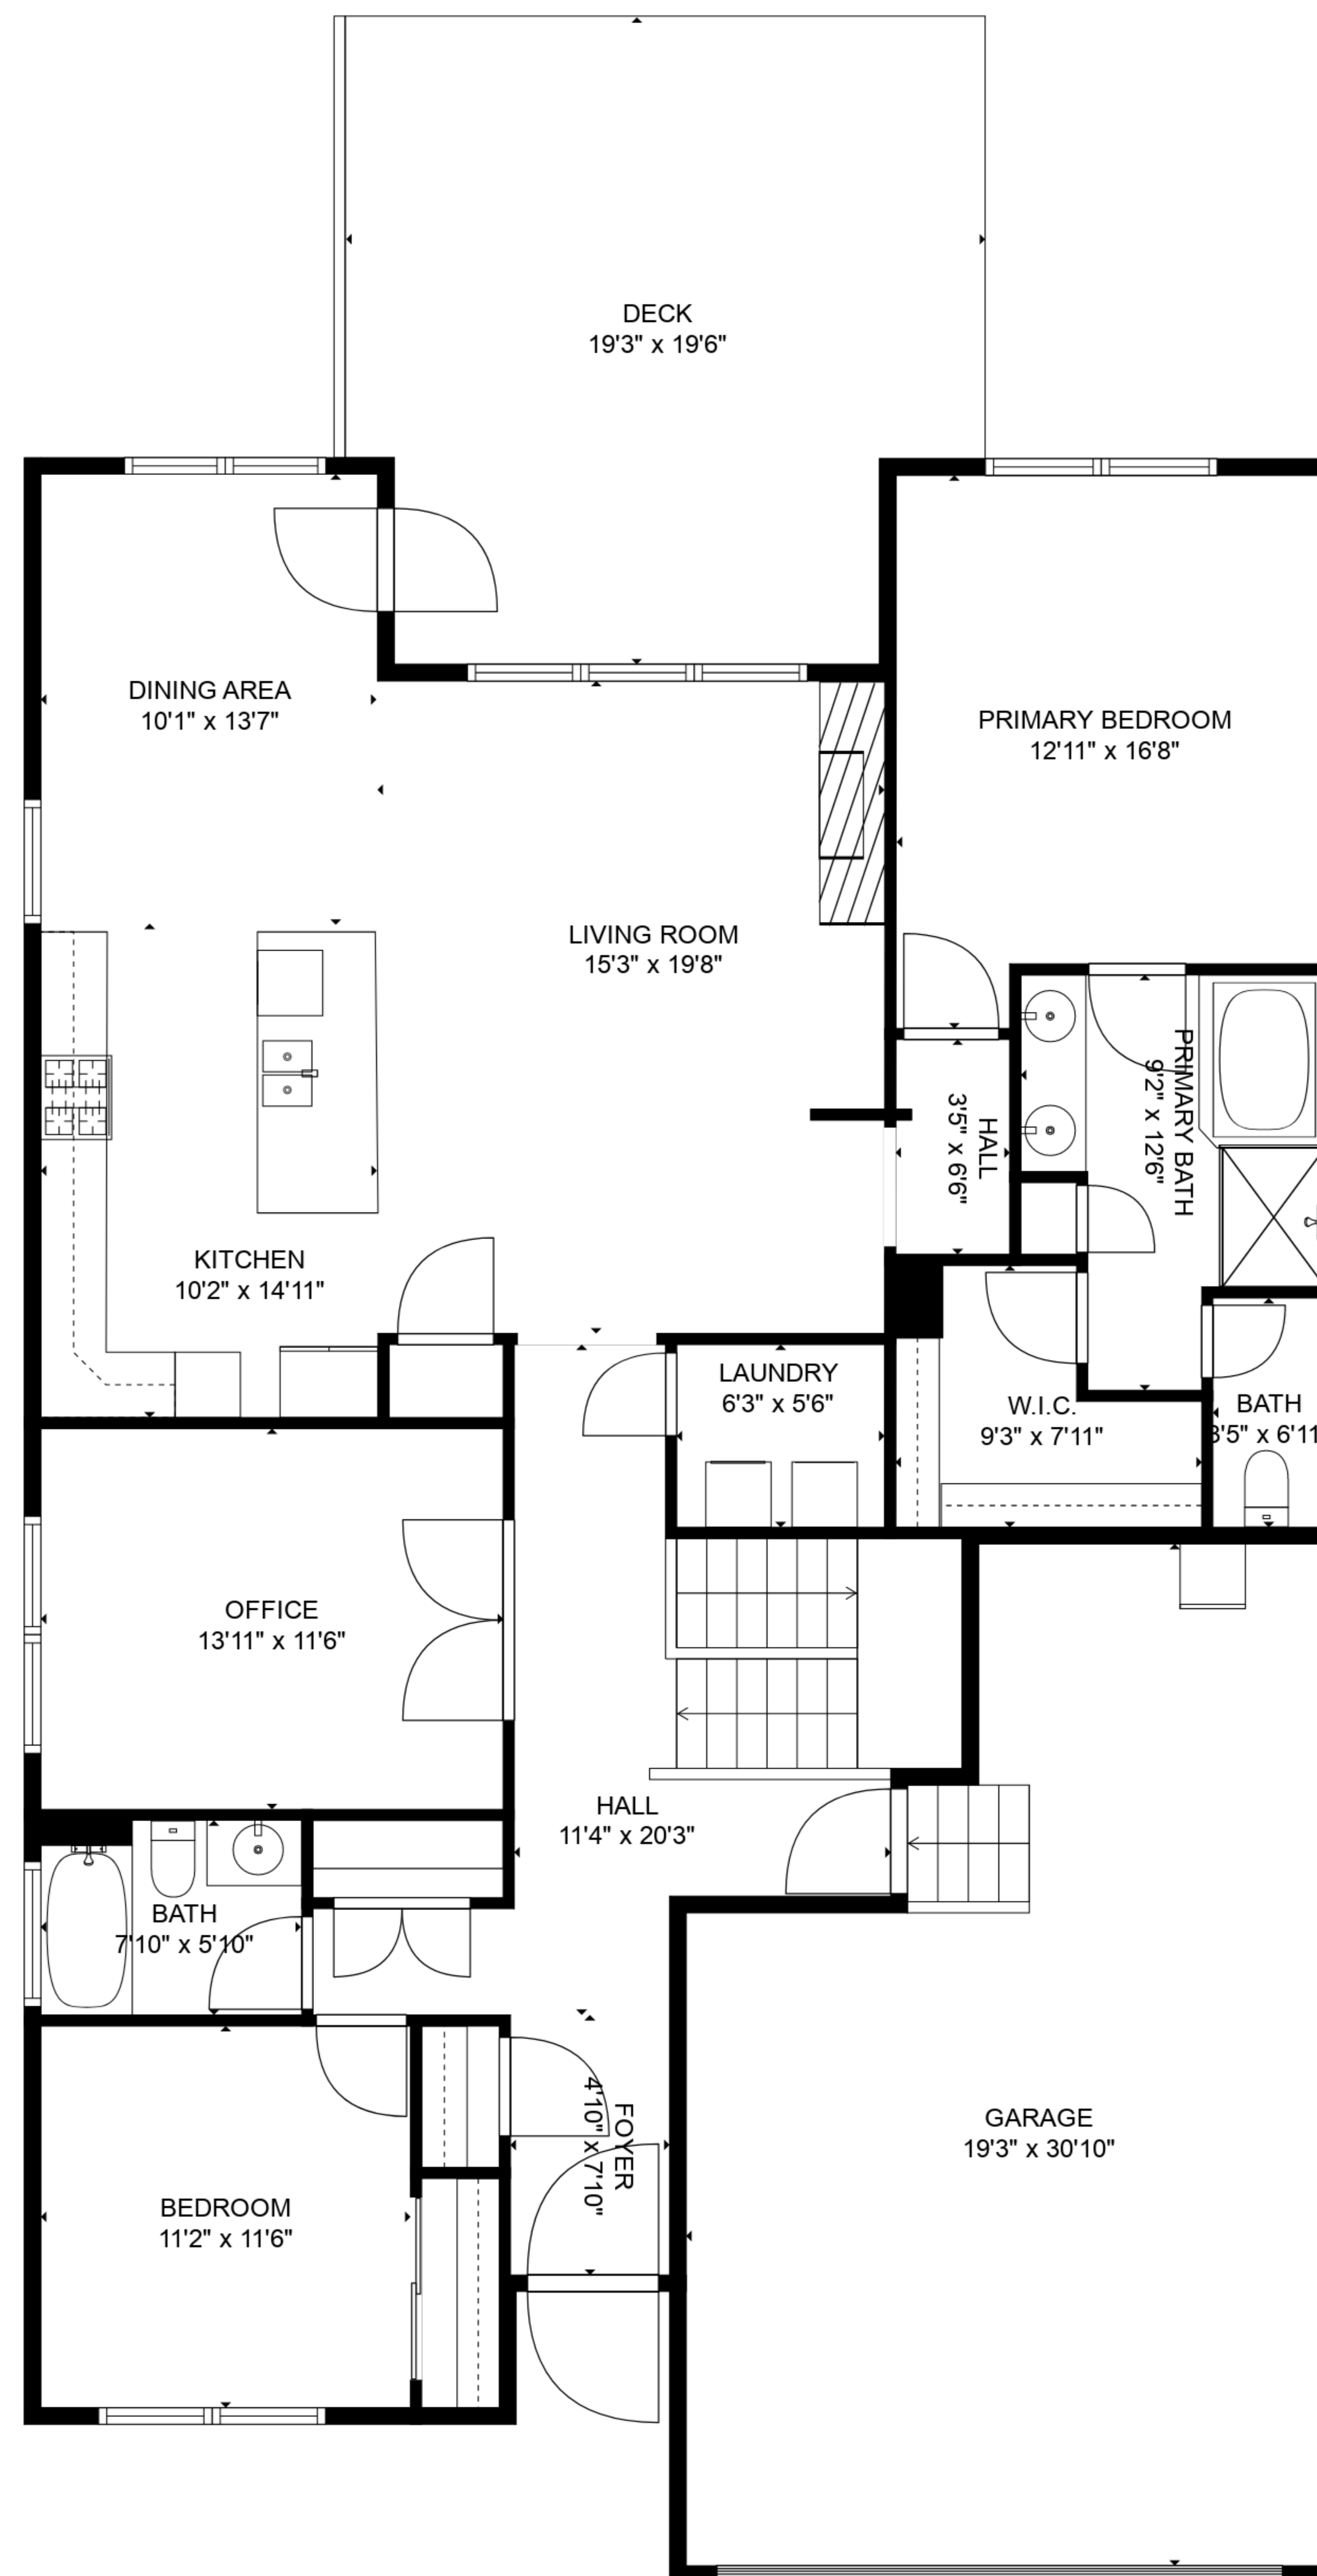 DECK
19'3" x 19'6"
DINING AREA
10'1" x 13'7"
PRIMARY BEDROOM
12'11" x 16'8"
LIVING ROOM
15'3" x 19'8"
PRIMARY BATH
9'2" x 12'6"
HALL
3'5" x 6'6"
KITCHEN
10'2" x 14'11"
LAUNDRY
6'3" x 5'6"
W.I.C.
9'3" x 7'11"
BATH
3'5" x 6'11
OFFICE
13'11" x 11'6"
HALL
11'4" x 20'3"
BATH
7'10" x 5'10"
FOYER
4'10" x 7'10"
GARAGE
19'3" x 30'10"
BEDROOM
11'2" x 11'6"